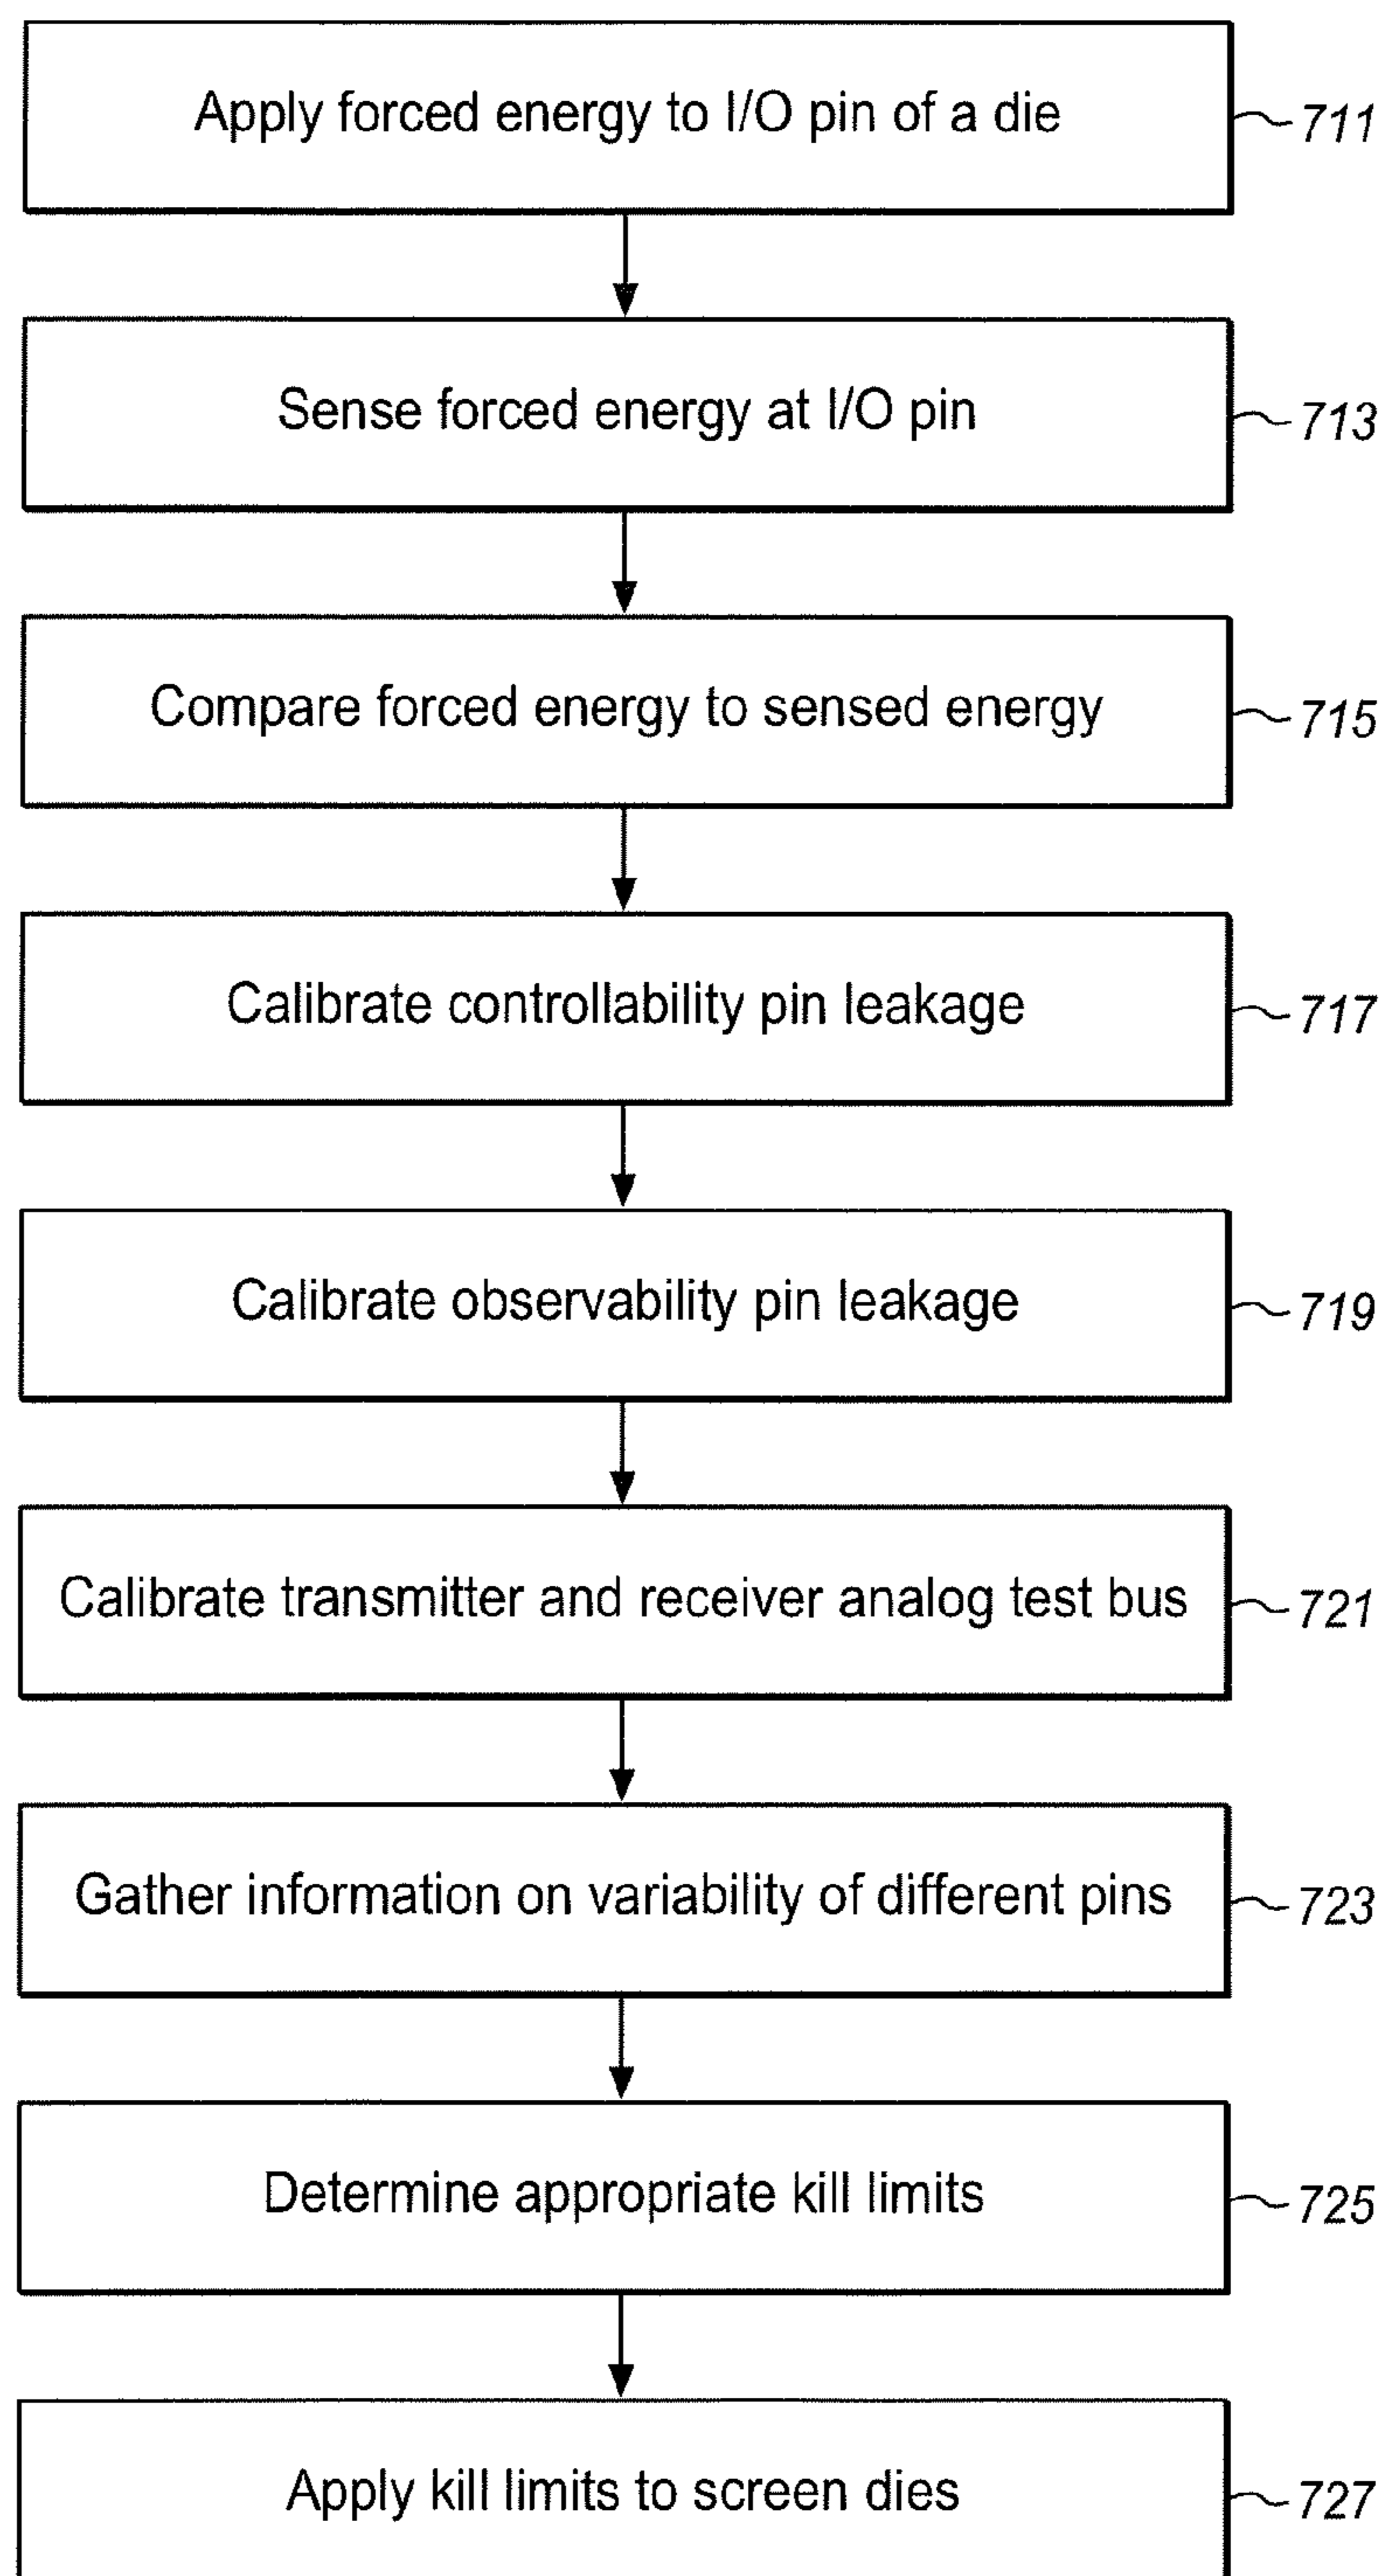 Apply forced energy to I/O pin of a die
711
Sense forced energy at I/O pin
713
Compare forced energy to sensed energy
715
Calibrate controllability pin leakage
717
Calibrate observability pin leakage
719
Calibrate transmitter and receiver analog test bus
721
Gather information on variability of different pins
723
Determine appropriate kill limits
725
Apply kill limits to screen dies
727